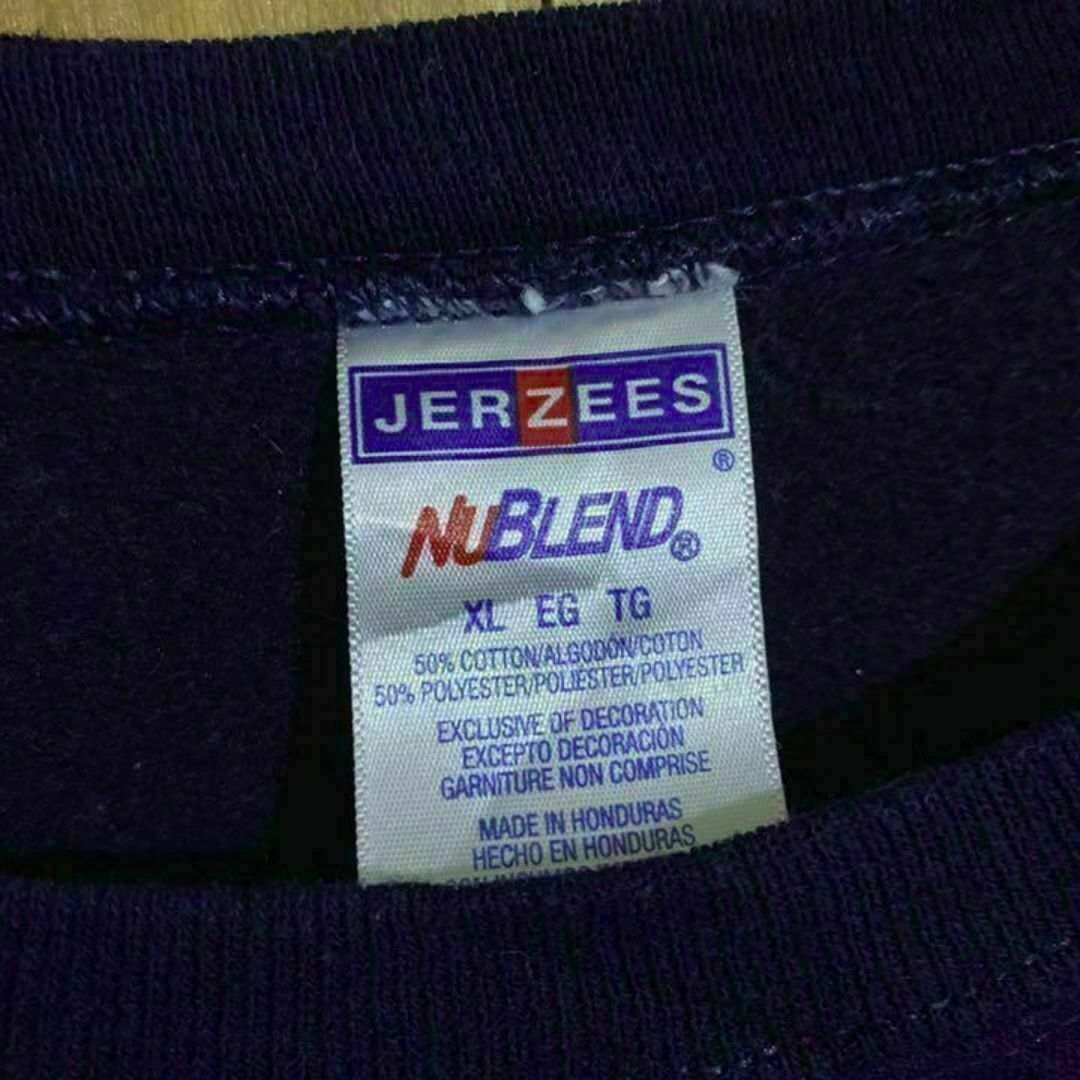 JERZEES
®
NUBLEND®
XL EG TG
50% COTTON/ALGODÓN/COTON
50% POLYESTER/POLIESTER/POLYESTER
EXCLUSIVE OF DECORATION
EXCEPTO DECORACIÓN
GARNITURE NON COMPRISE
MADE IN HONDURAS
HECHO EN HONDURAS